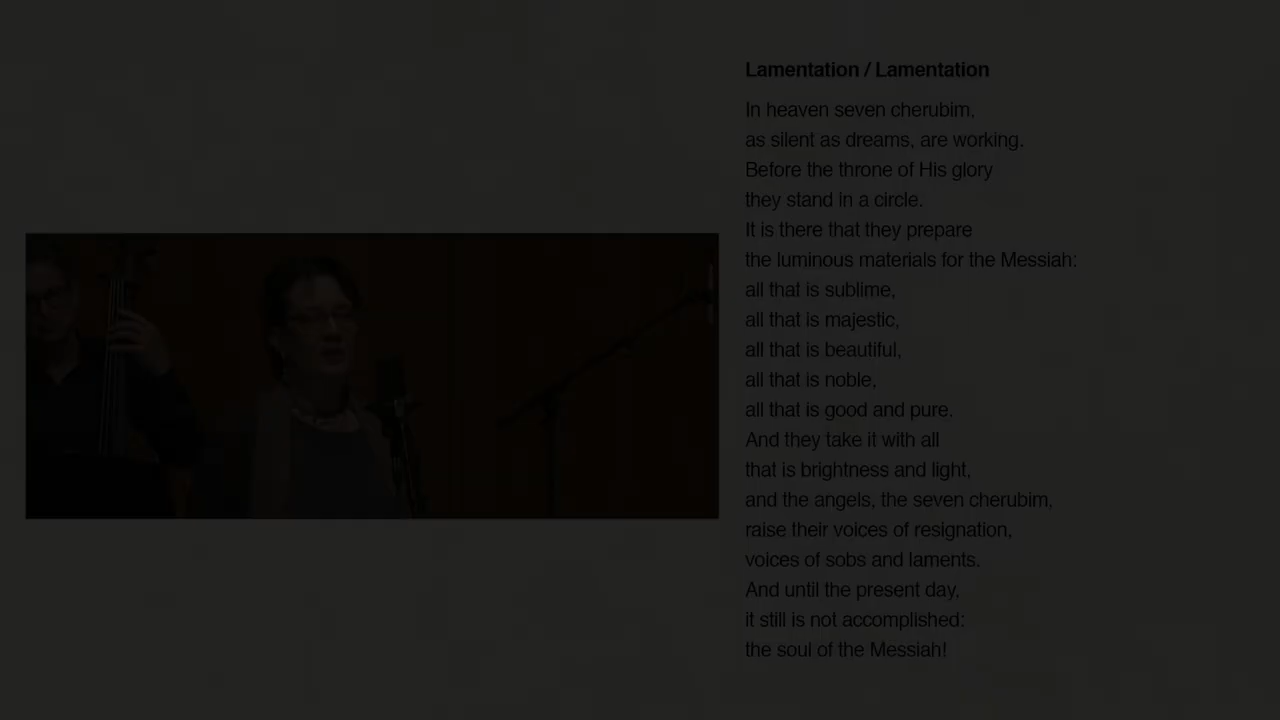 Lamentation / Lamentation
In heaven seven cherubim,
as silent as dreams, are working.
Before the throne of His glory
they stand in a circle.
It is there that they prepare
the luminous materials for the Messiah:
all that is sublime,
all that is majestic,
all that is beautiful,
all that is noble,
all that is good and pure.
And they take it with all
that is brightness and light,
and the angels, the seven cherubim,
raise their voices of resignation,
voices of sobs and laments.
And until the present day,
it still is not accomplished:
the soul of the Messiah!